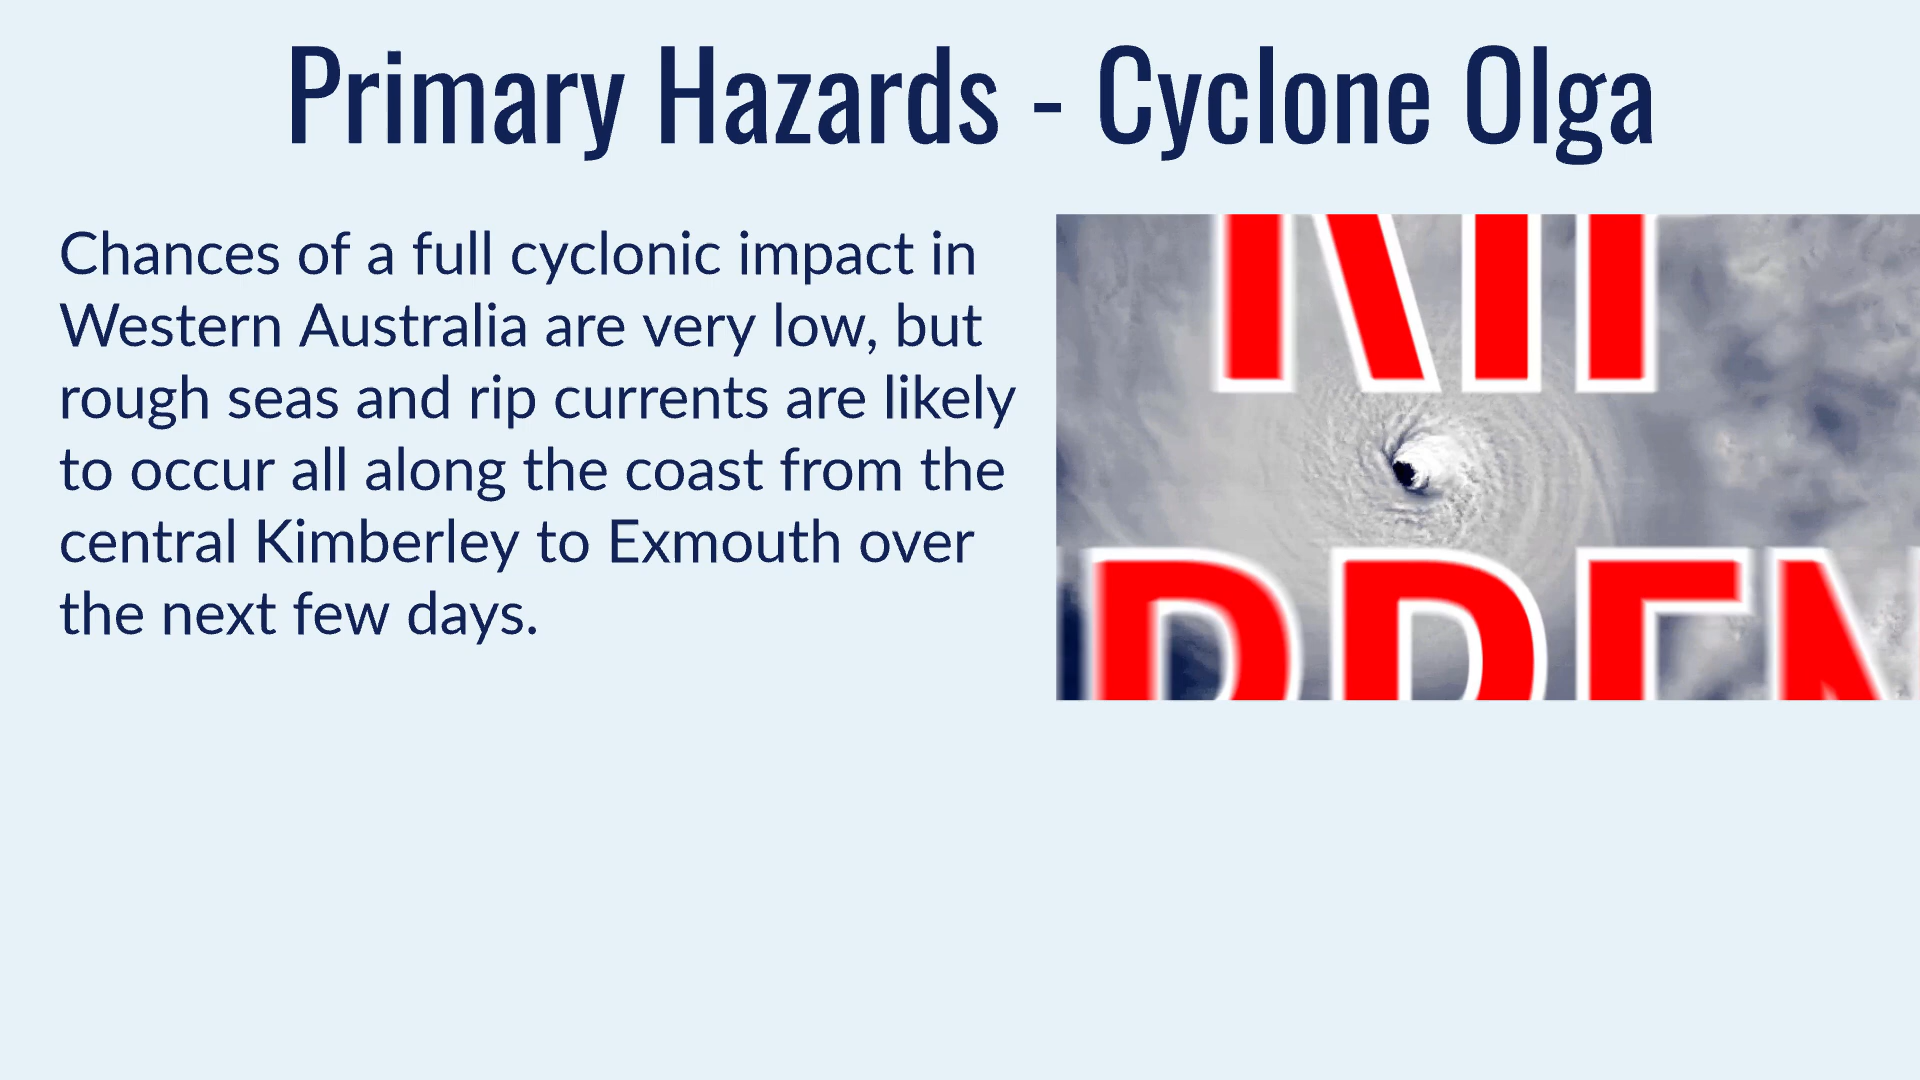 Primary Hazards - Cyclone Olga
Chances of a full cyclonic impact in
Western Australia are very low, but
rough seas and rip currents are likely
to occur all along the coast from the
central Kimberley to Exmouth over
the next few days.